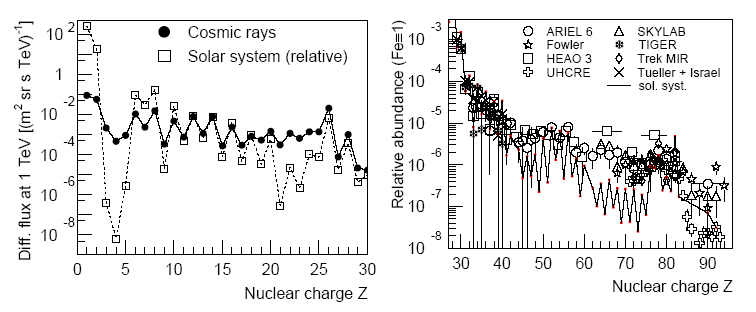 Diff. flux at 1 TeV [(m² sr s TeV)⁻¹]
10 2
1
10 -2
10 -4
10 -6
10 -8
Cosmic rays
Solar system (relative)
0 5 10 15 20 25 30
Nuclear charge Z
Relative abundance (Fe≡1)
10 -3
10 -4
10 -5
10 -6
10 -7
10 -8
ARIEL 6
Fowler
HEAO 3
UHCRE
SKYLAB
TIGER
Trek MIR
Tueller + Israel
sol. syst.
30 40 50 60 70 80 90
Nuclear charge Z